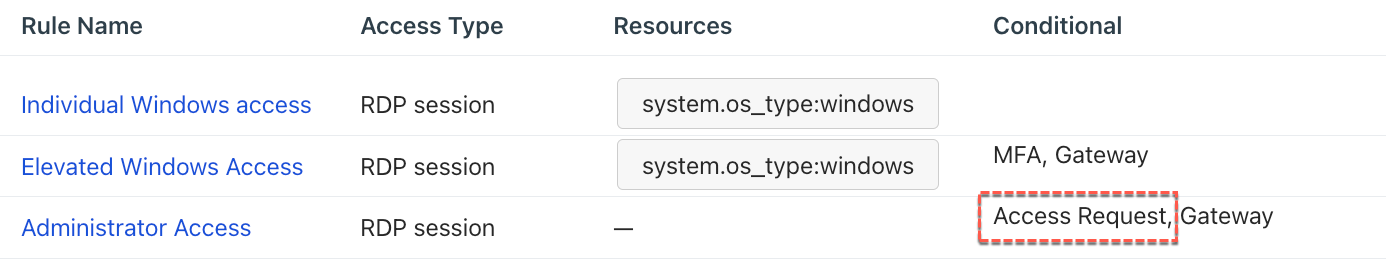 Rule Name Access Type Resources Conditional
Individual Windows access RDP session system.os_type:windows
Elevated Windows Access RDP session system.os_type:windows MFA, Gateway
Administrator Access RDP session — Access Request, Gateway